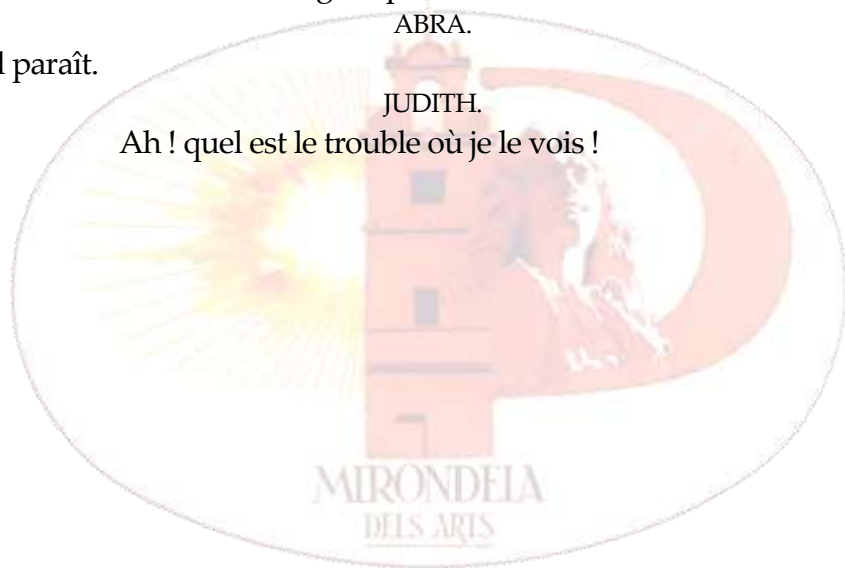 ABRA.
l paraît.
JUDITH.
Ah ! quel est le trouble où je le vois !
MIRONDELA
DELS ARTS